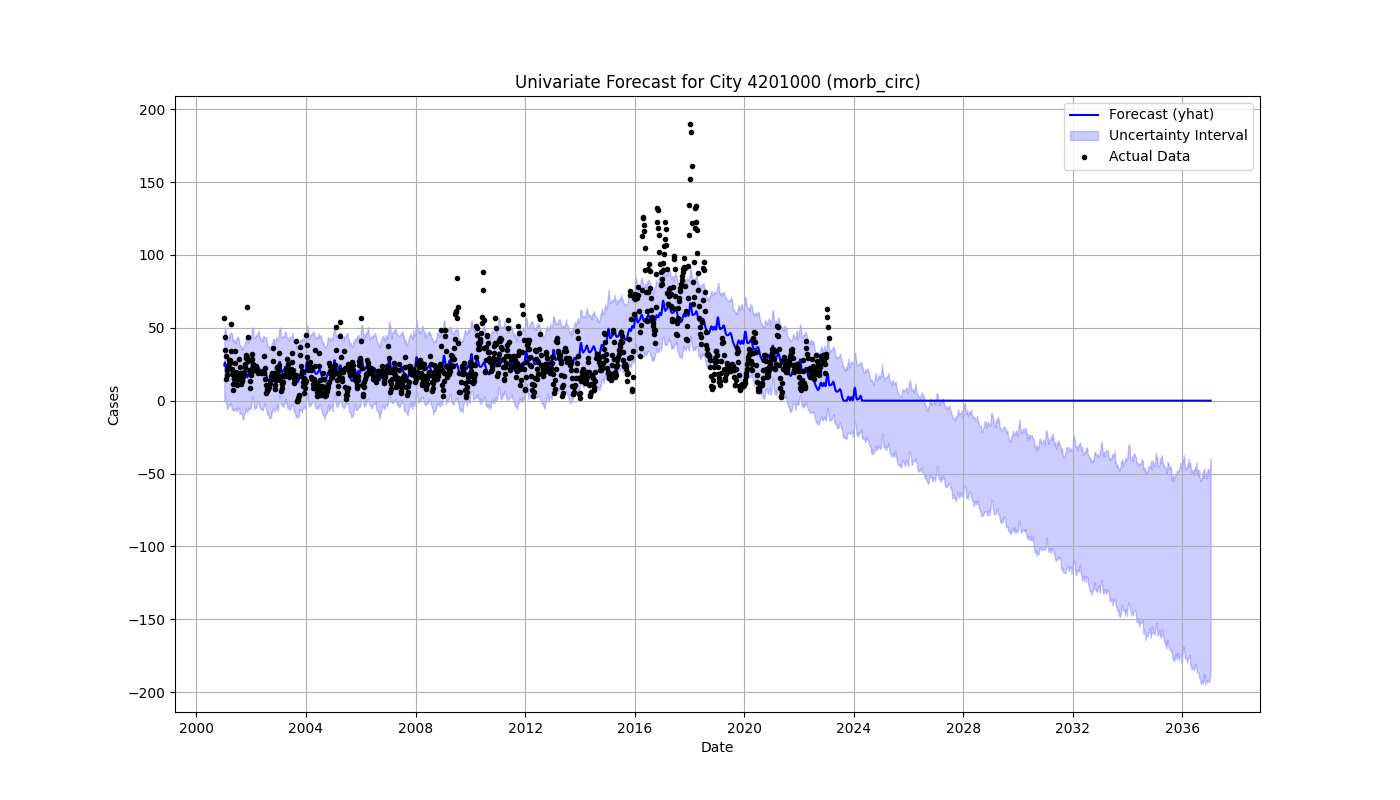 Univariate Forecast for City 4201000 (morb_circ)
Forecast (yhat)
Uncertainty Interval
Actual Data
Cases
200
150
100
50
0
−50
−100
−150
−200
2000 2004 2008 2012 2016 2020 2024 2028 2032 2036
Date